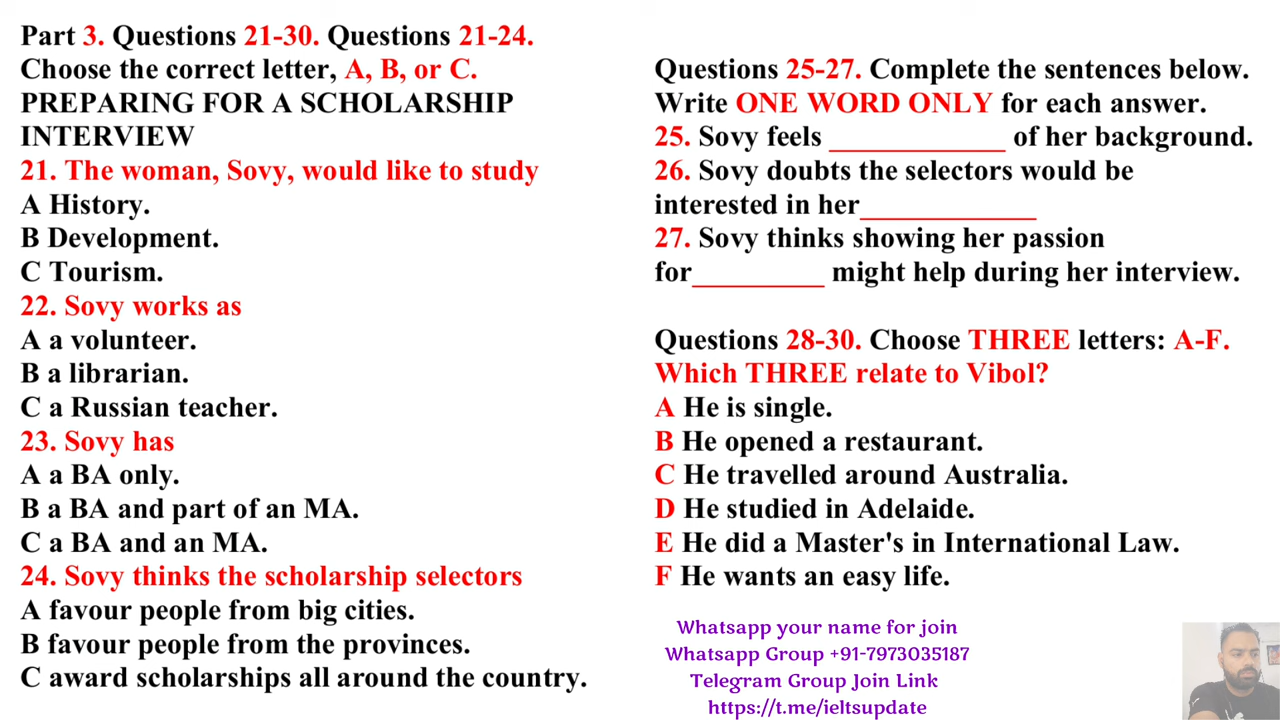 Part 3. Questions 21-30. Questions 21-24.
Choose the correct letter, A, B, or C.
PREPARING FOR A SCHOLARSHIP
INTERVIEW
21. The woman, Sovy, would like to study
A History.
B Development.
C Tourism.
22. Sovy works as
A a volunteer.
B a librarian.
C a Russian teacher.
23. Sovy has
A a BA only.
B a BA and part of an MA.
C a BA and an MA.
24. Sovy thinks the scholarship selectors
A favour people from big cities.
B favour people from the provinces.
C award scholarships all around the country.
Questions 25-27. Complete the sentences below.
Write ONE WORD ONLY for each answer.
25. Sovy feels ____________ of her background.
26. Sovy doubts the selectors would be
interested in her____________
27. Sovy thinks showing her passion
for_________ might help during her interview.
Questions 28-30. Choose THREE letters: A-F.
Which THREE relate to Vibol?
A He is single.
B He opened a restaurant.
C He travelled around Australia.
D He studied in Adelaide.
E He did a Master's in International Law.
F He wants an easy life.
Whatsapp your name for join
Whatsapp Group +91-7973035187
Telegram Group Join Link
https://t.me/ieltsupdate